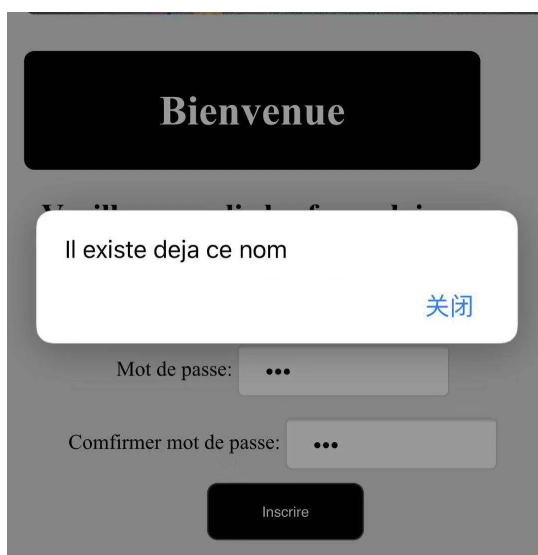 Bienvenue
Il existe deja ce nom
关闭
Mot de passe:
Comfirmer mot de passe:
Inscrire